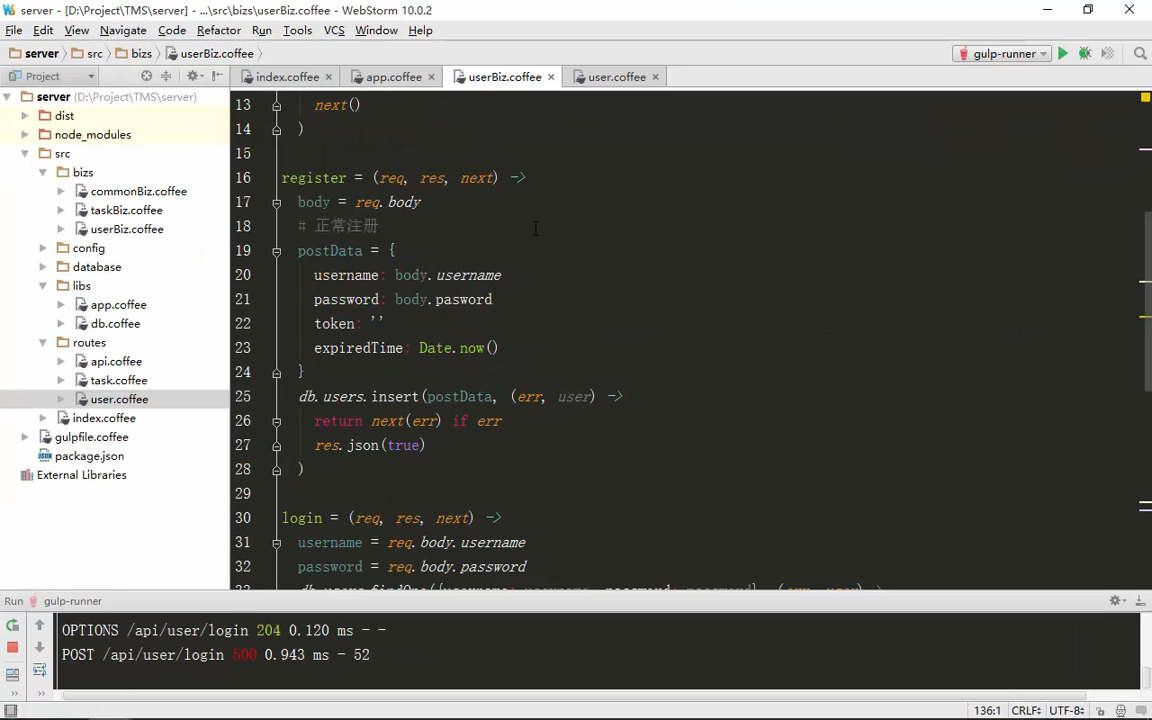 server - [D:\Project\TMS\server] - ...\src\bizs\userBiz.coffee - WebStorm 10.0.2
File Edit View Navigate Code Refactor Run Tools VCS Window Help
server src bizs userBiz.coffee gulp-runner
Project index.coffee app.coffee userBiz.coffee user.coffee
server (D:\Project\TMS\server)
dist
node_modules
src
bizs
commonBiz.coffee
taskBiz.coffee
userBiz.coffee
config
database
libs
app.coffee
db.coffee
routes
api.coffee
task.coffee
user.coffee
index.coffee
gulpfile.coffee
package.json
External Libraries
13 next()
14 )
15
16 register = (req, res, next) ->
17 body = req.body
18 # 正常注册
19 postData = {
20 username: body.username
21 password: body.pasword
22 token: ''
23 expiredTime: Date.now()
24 }
25 db.users.insert(postData, (err, user) ->
26 return next(err) if err
27 res.json(true)
28 )
29
30 login = (req, res, next) ->
31 username = req.body.username
32 password = req.body.password
Run gulp-runner
OPTIONS /api/user/login 204 0.120 ms - -
POST /api/user/login 500 0.943 ms - 52
136:1 CRLF UTF-8